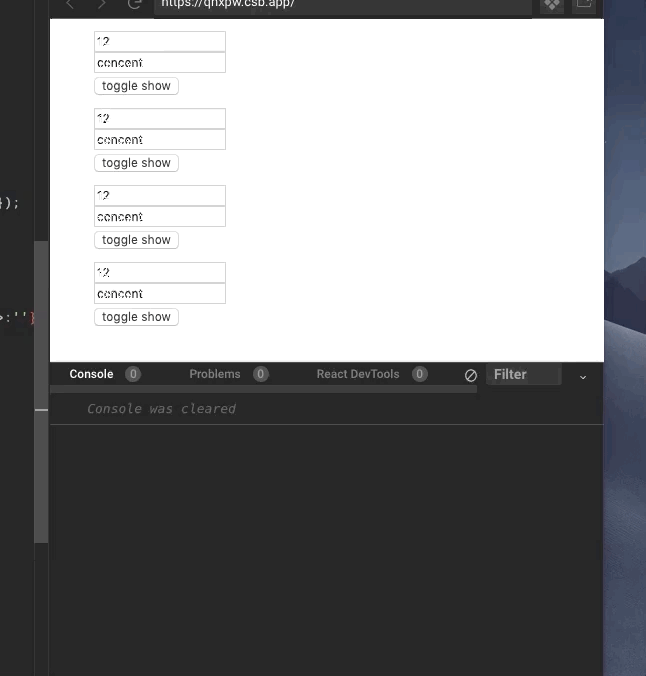 https://qhxpw.csb.app/
12
concent
toggle show
12
concent
toggle show
});
12
concent
toggle show
12
concent
toggle show
>:''}
Console 0 Problems 0 React DevTools 0 Filter
Console was cleared